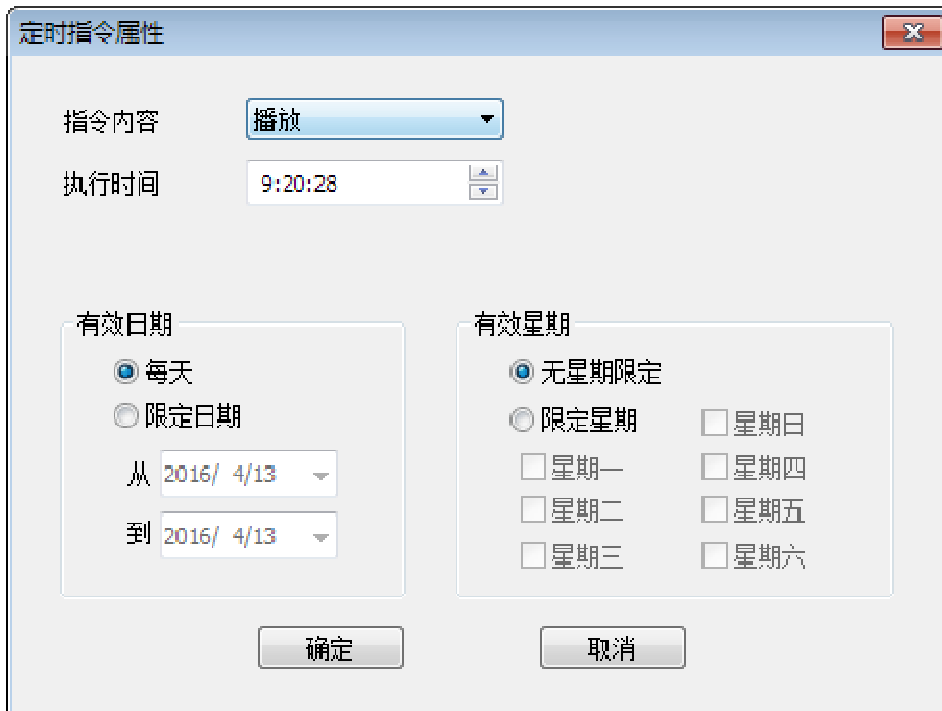 定时指令属性
指令内容 播放
执行时间 9:20:28
有效日期
每天
限定日期
从 2016/ 4/13
到 2016/ 4/13
有效星期
无星期限定
限定星期 星期日
星期一 星期四
星期二 星期五
星期三 星期六
确定 取消